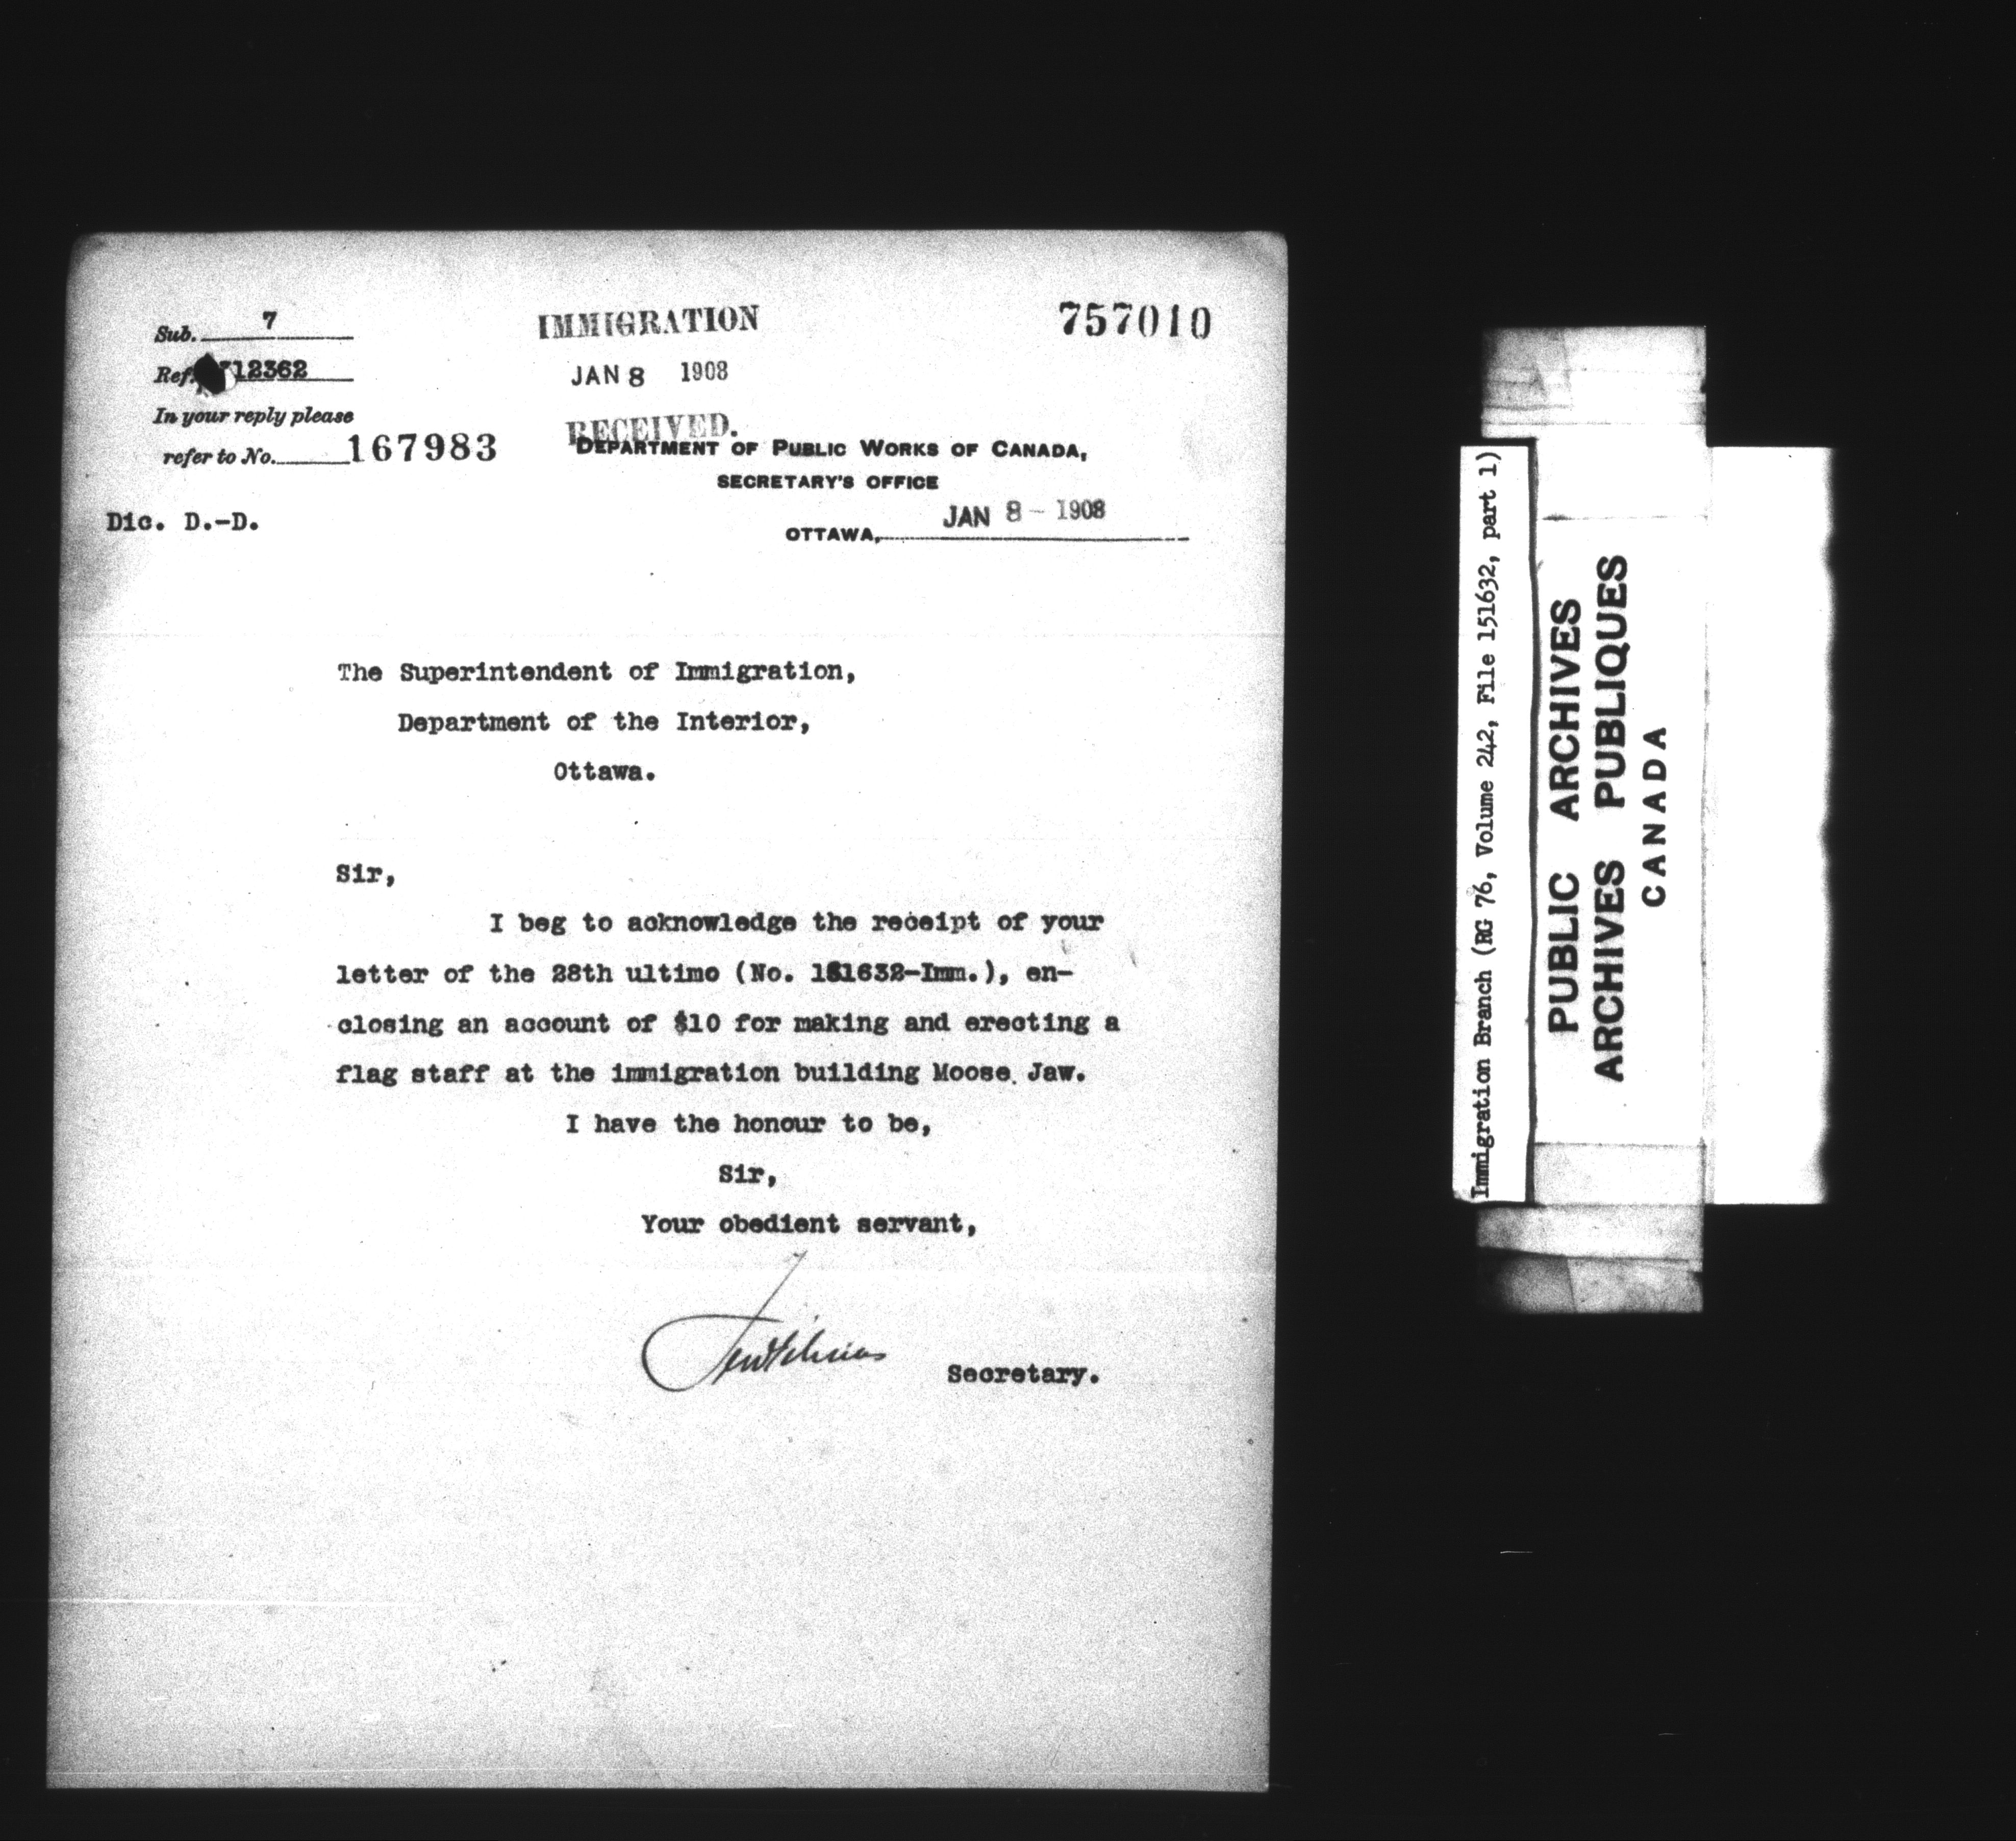 Sub. 7
IMMIGRATION
757010
Ref. 312362
JAN 8 1908
In your reply please
RECEIVED.
refer to No. 167983
DEPARTMENT OF PUBLIC WORKS OF CANADA,
SECRETARY'S OFFICE
Dic. D.-D.
OTTAWA, JAN 8 - 1908
The Superintendent of Immigration,
Department of the Interior,
Ottawa.
Sir,
I beg to acknowledge the receipt of your
letter of the 28th ultimo (No. 151632-Imm.), en-
closing an account of $10 for making and erecting a
flag staff at the immigration building Moose Jaw.
I have the honour to be,
Sir,
Your obedient servant,
Secretary.
Immigration Branch (RG 76, Volume 242, File 151632, part 1)
PUBLIC ARCHIVES
ARCHIVES PUBLIQUES
CANADA